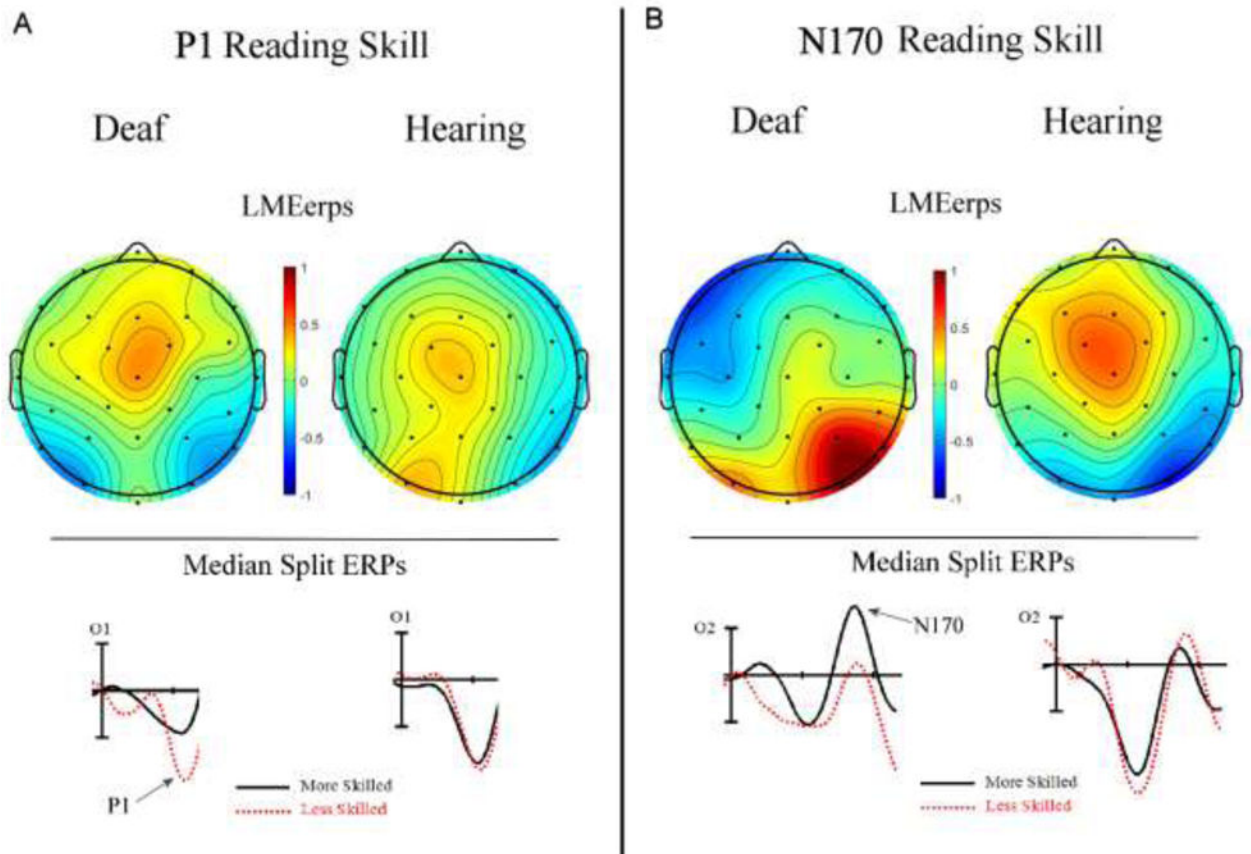 A
P1 Reading Skill
Deaf
Hearing
LMEerps
1
0.5
0
-0.5
-1
Median Split ERPs
O1
P1
More Skilled
Less Skilled
B
N170 Reading Skill
Deaf
Hearing
LMEerps
1
0.5
0
-0.5
-1
Median Split ERPs
O2
N170
O2
More Skilled
Less Skilled